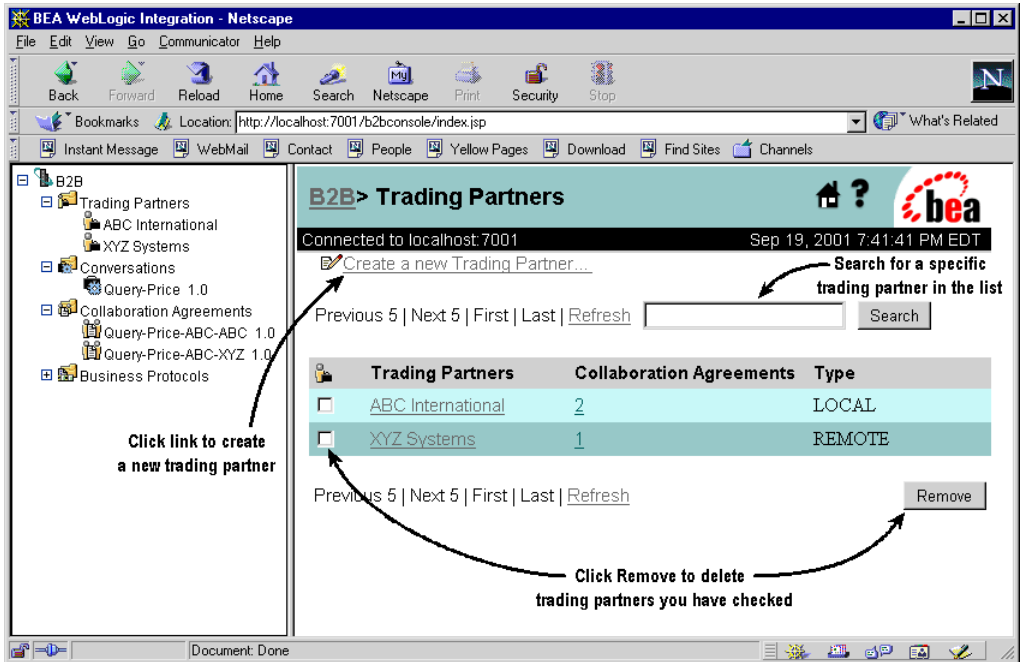 BEA WebLogic Integration - Netscape
File Edit View Go Communicator Help
Back Forward Reload Home Search Netscape Print Security Stop
My
N
Bookmarks Location: http://localhost:7001/b2bconsole/index.jsp What's Related
Instant Message WebMail Contact People Yellow Pages Download Find Sites Channels
B2B
Trading Partners
ABC International
XYZ Systems
Conversations
Query-Price 1.0
Collaboration Agreements
Query-Price-ABC-ABC 1.0
Query-Price-ABC-XYZ 1.0
Business Protocols
Click link to create
a new trading partner
B2B> Trading Partners
?
bea
Connected to localhost:7001 Sep 19, 2001 7:41:41 PM EDT
Create a new Trading Partner...
Search for a specific
trading partner in the list
Previous 5 | Next 5 | First | Last | Refresh Search
Trading Partners Collaboration Agreements Type
ABC International 2 LOCAL
XYZ Systems 1 REMOTE
Previous 5 | Next 5 | First | Last | Refresh Remove
Click Remove to delete
trading partners you have checked
Document: Done